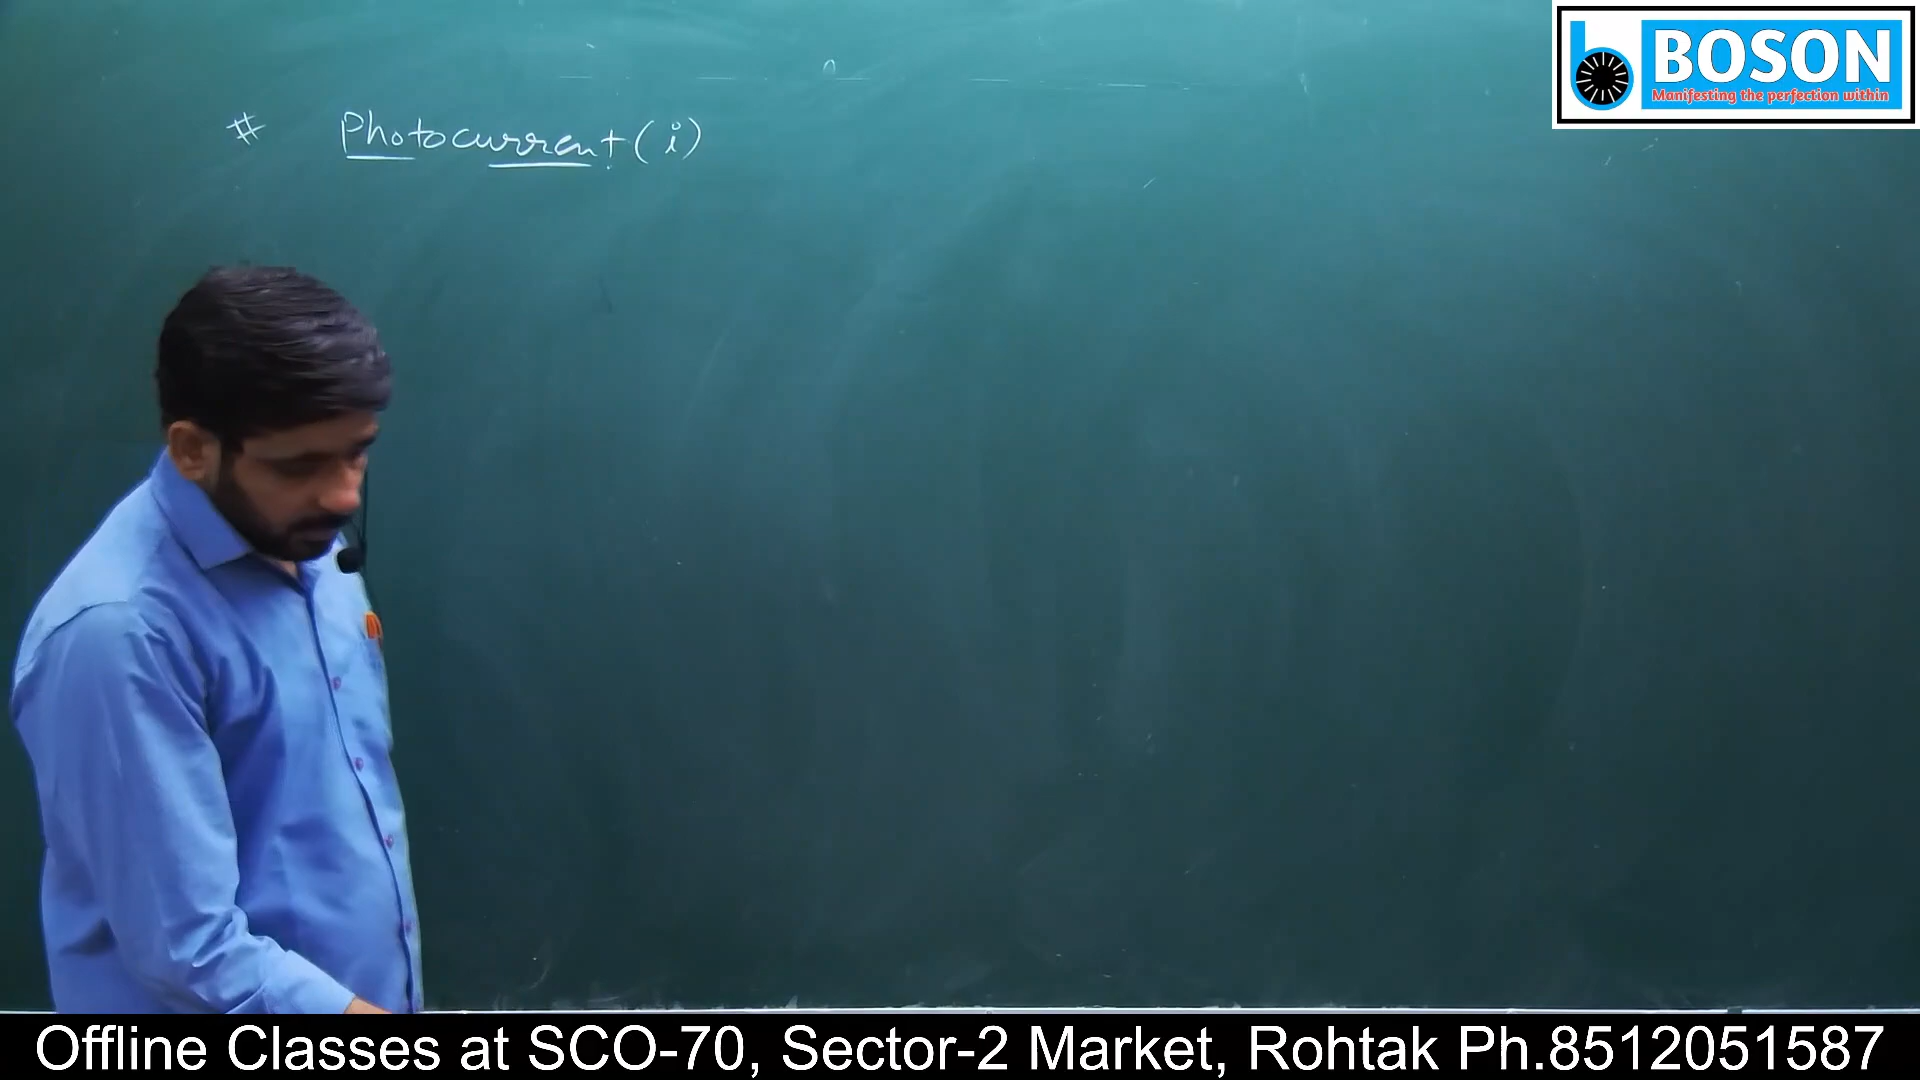 BOSON
Manifesting the perfection within
# Photocurrent (i)
Offline Classes at SCO-70, Sector-2 Market, Rohtak Ph.8512051587